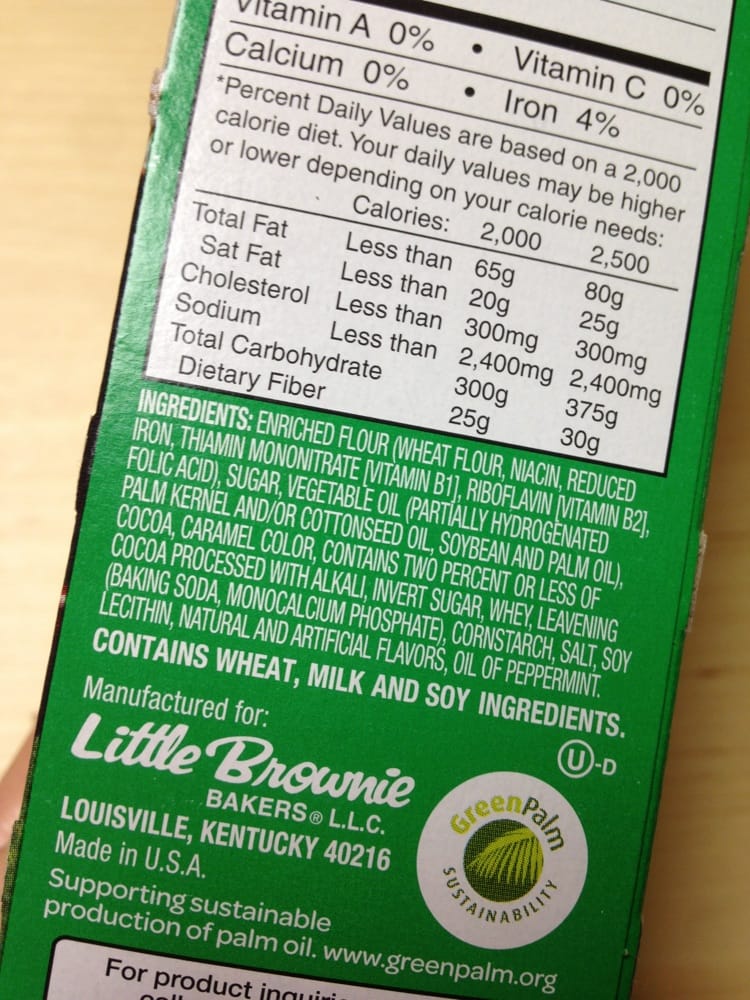 Vitamin A 0% • Vitamin C 0%
Calcium 0% • Iron 4%
*Percent Daily Values are based on a 2,000
calorie diet. Your daily values may be higher
or lower depending on your calorie needs:
Calories: 2,000 2,500
Total Fat Less than 65g 80g
Sat Fat Less than 20g 25g
Cholesterol Less than 300mg 300mg
Sodium Less than 2,400mg 2,400mg
Total Carbohydrate 300g 375g
Dietary Fiber 25g 30g
INGREDIENTS: ENRICHED FLOUR (WHEAT FLOUR, NIACIN, REDUCED
IRON, THIAMIN MONONITRATE [VITAMIN B1], RIBOFLAVIN [VITAMIN B2],
FOLIC ACID), SUGAR, VEGETABLE OIL (PARTIALLY HYDROGENATED
PALM KERNEL AND/OR COTTONSEED OIL, SOYBEAN AND PALM OIL),
COCOA, CARAMEL COLOR, CONTAINS TWO PERCENT OR LESS OF
COCOA PROCESSED WITH ALKALI, INVERT SUGAR, WHEY, LEAVENING
(BAKING SODA, MONOCALCIUM PHOSPHATE), CORNSTARCH, SALT, SOY
LECITHIN, NATURAL AND ARTIFICIAL FLAVORS, OIL OF PEPPERMINT.
CONTAINS WHEAT, MILK AND SOY INGREDIENTS.
U-D
Manufactured for:
Little Brownie
BAKERS® L.L.C.
LOUISVILLE, KENTUCKY 40216
Made in U.S.A.
GreenPalm
SUSTAINABILITY
Supporting sustainable
production of palm oil. www.greenpalm.org
For product